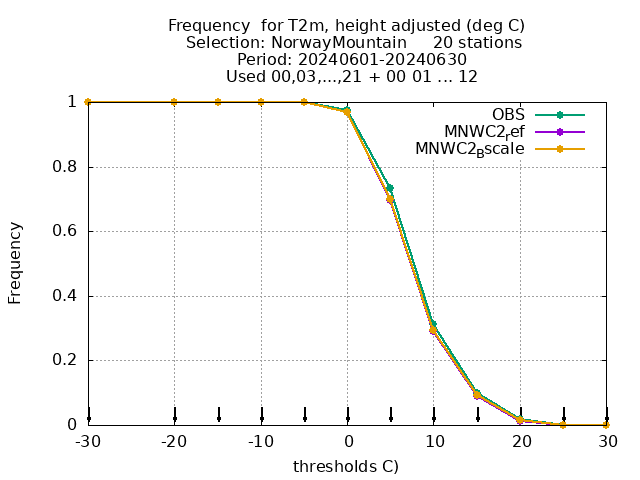 Frequency  for T2m, height adjusted (deg C)
Selection: NorwayMountain     20 stations
Period: 20240601-20240630
Used 00,03,...,21 + 00 01 ... 12
OBS
MNWC2ref
MNWC2Bscale
Frequency
1
0.8
0.6
0.4
0.2
0
-30 -20 -10 0 10 20 30
thresholds C)